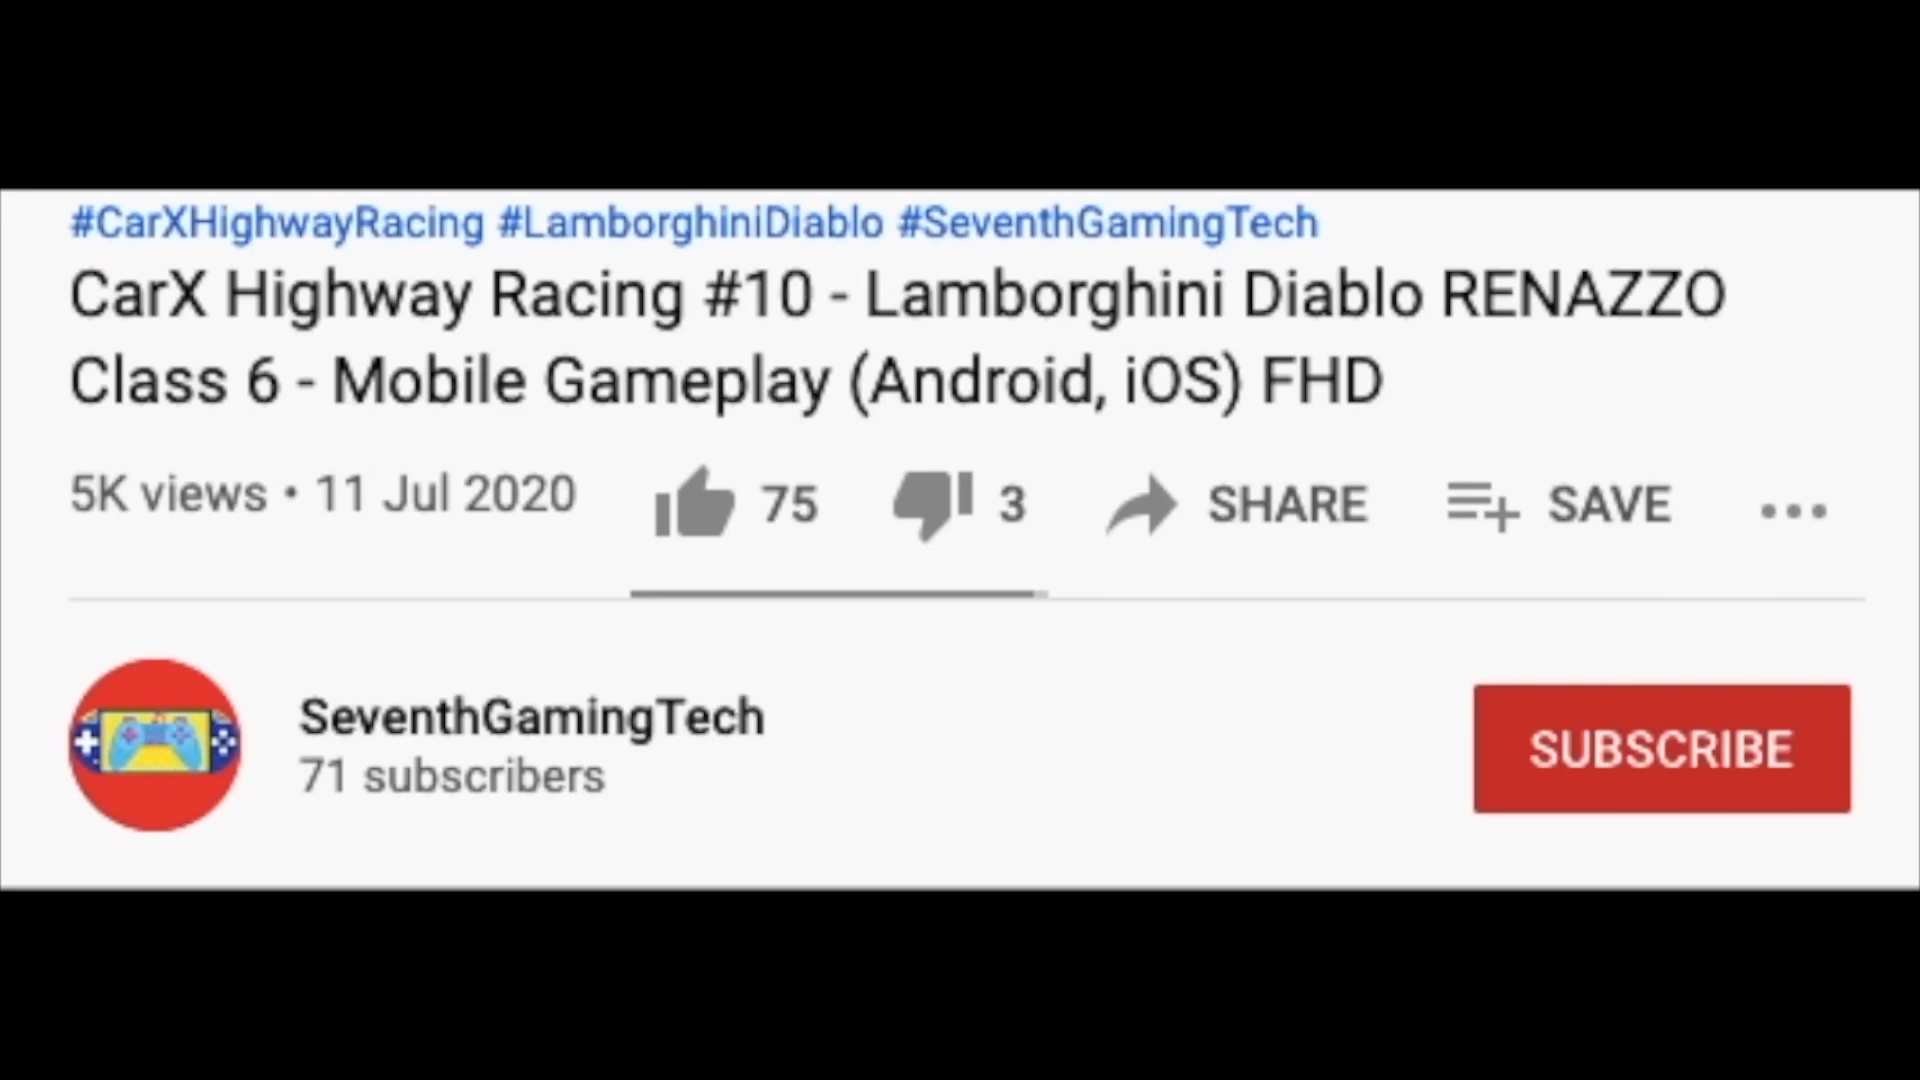 #CarXHighwayRacing #LamborghiniDiablo #SeventhGamingTech
CarX Highway Racing #10 - Lamborghini Diablo RENAZZO
Class 6 - Mobile Gameplay (Android, iOS) FHD
5K views • 11 Jul 2020 75 3 SHARE SAVE ...
SeventhGamingTech
71 subscribers
SUBSCRIBE